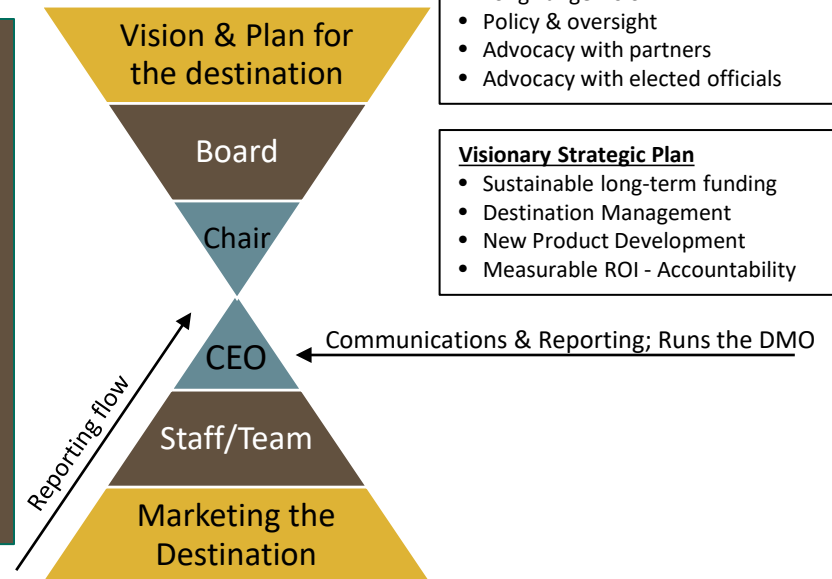 Vision & Plan for
the destination
Board
Chair
CEO
Staff/Team
Marketing the
Destination
Reporting flow
• Policy & oversight
• Advocacy with partners
• Advocacy with elected officials
Visionary Strategic Plan
• Sustainable long-term funding
• Destination Management
• New Product Development
• Measurable ROI - Accountability
Communications & Reporting; Runs the DMO